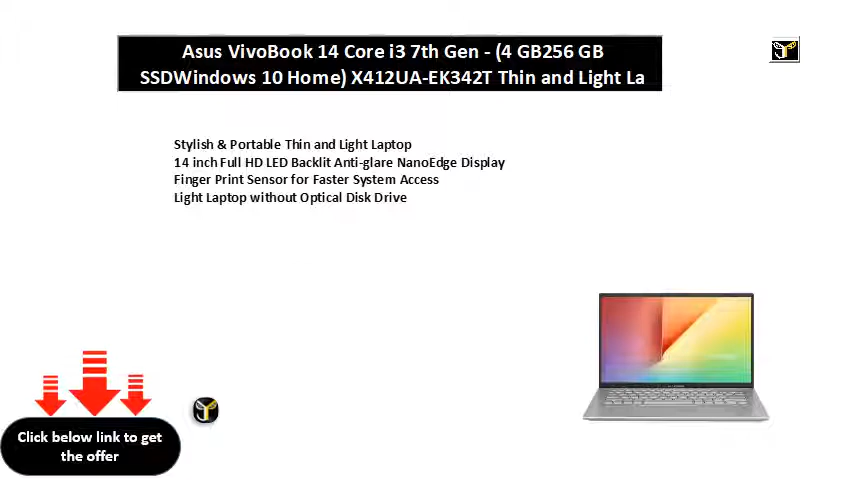 Asus VivoBook 14 Core i3 7th Gen - (4 GB256 GB
SSDWindows 10 Home) X412UA-EK342T Thin and Light La
Stylish & Portable Thin and Light Laptop
14 inch Full HD LED Backlit Anti-glare NanoEdge Display
Finger Print Sensor for Faster System Access
Light Laptop without Optical Disk Drive
Click below link to get
the offer